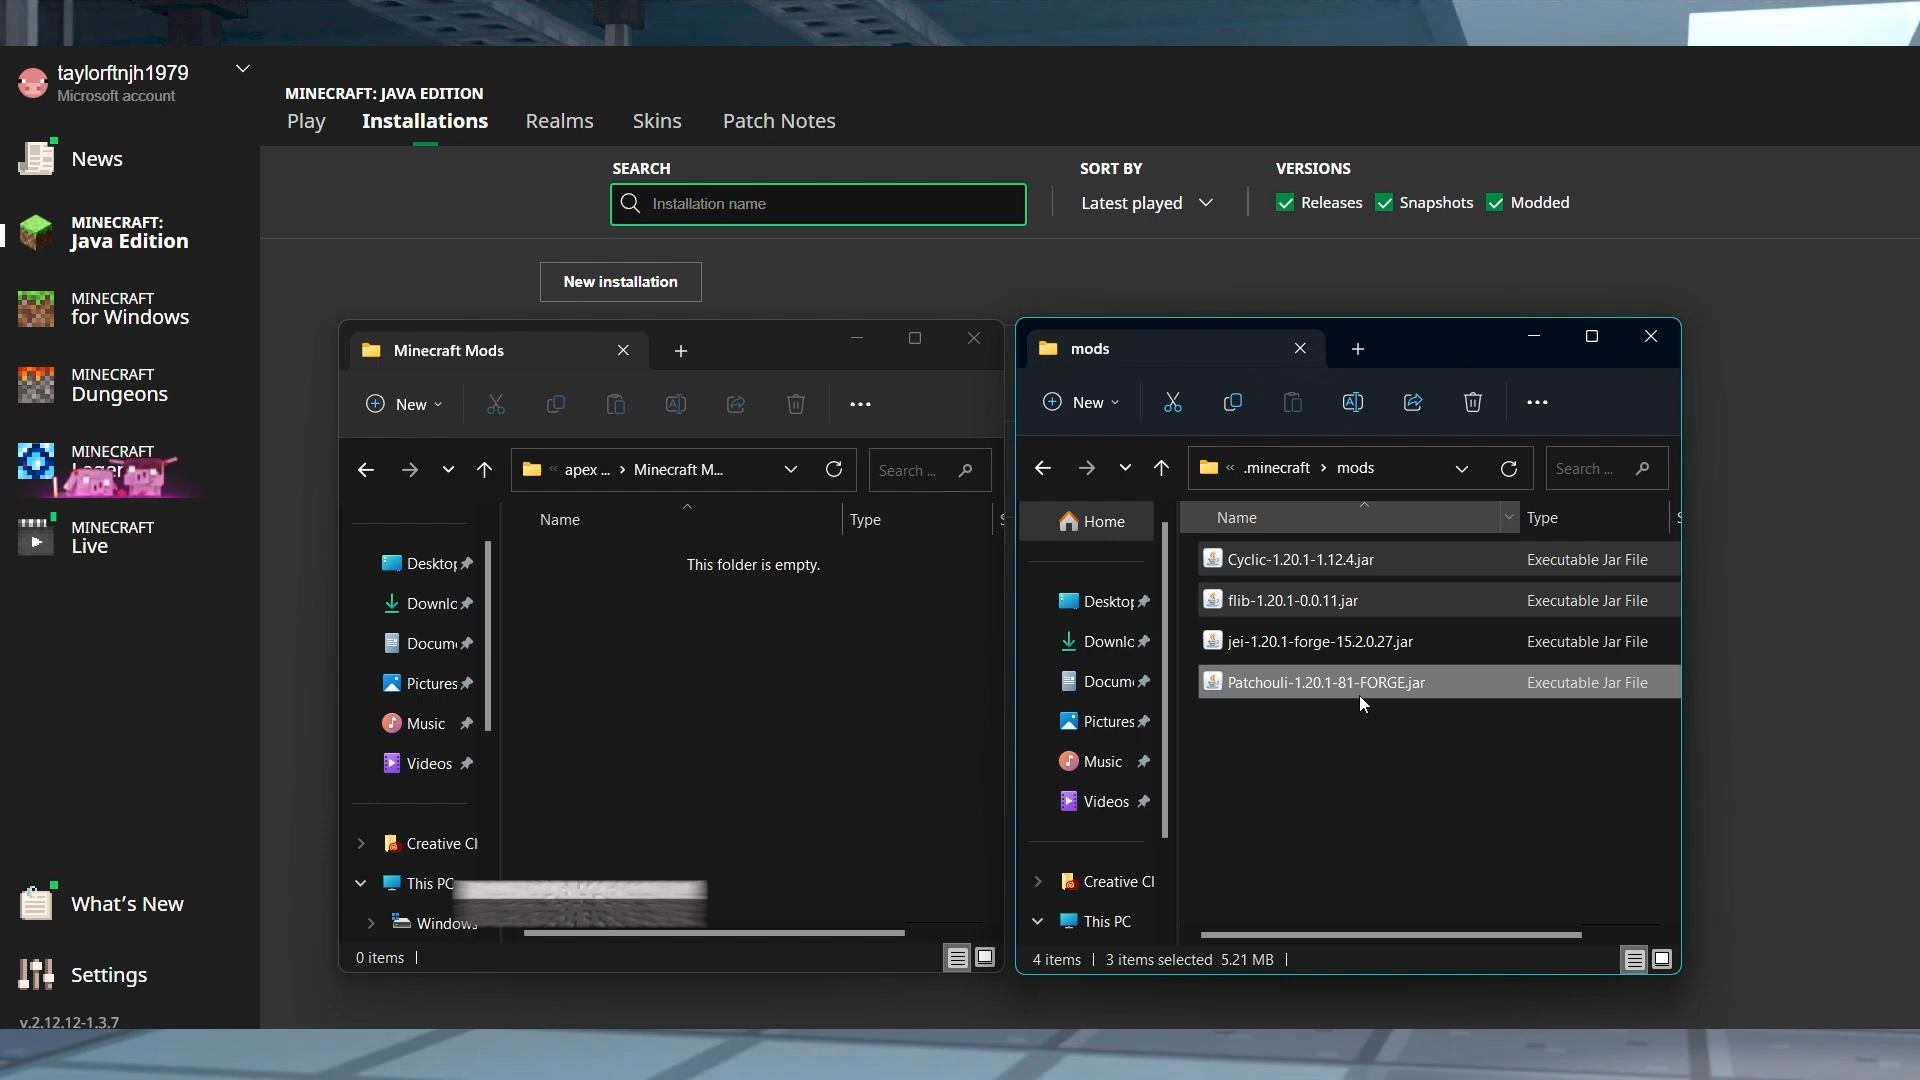 taylorftnjh1979
Microsoft account
News
MINECRAFT:
Java Edition
MINECRAFT
for Windows
MINECRAFT
Dungeons
MINECRAFT
MINECRAFT
Live
What's New
Settings
v.2.12.12-1.3.7
MINECRAFT: JAVA EDITION
Play Installations Realms Skins Patch Notes
SEARCH
Installation name
SORT BY
Latest played
VERSIONS
Releases Snapshots Modded
New installation
Minecraft Mods
New
apex ... › Minecraft M...
Search ...
Name Type
This folder is empty.
Desktop
Downlo
Docume
Pictures
Music
Videos
Creative Cl
This PC
Windows
0 items
mods
New
.minecraft › mods
Search ...
Name Type
Home
Desktop
Downlo
Docume
Pictures
Music
Videos
Creative Cl
This PC
Cyclic-1.20.1-1.12.4.jar Executable Jar File
flib-1.20.1-0.0.11.jar Executable Jar File
jei-1.20.1-forge-15.2.0.27.jar Executable Jar File
Patchouli-1.20.1-81-FORGE.jar Executable Jar File
4 items 3 items selected 5.21 MB